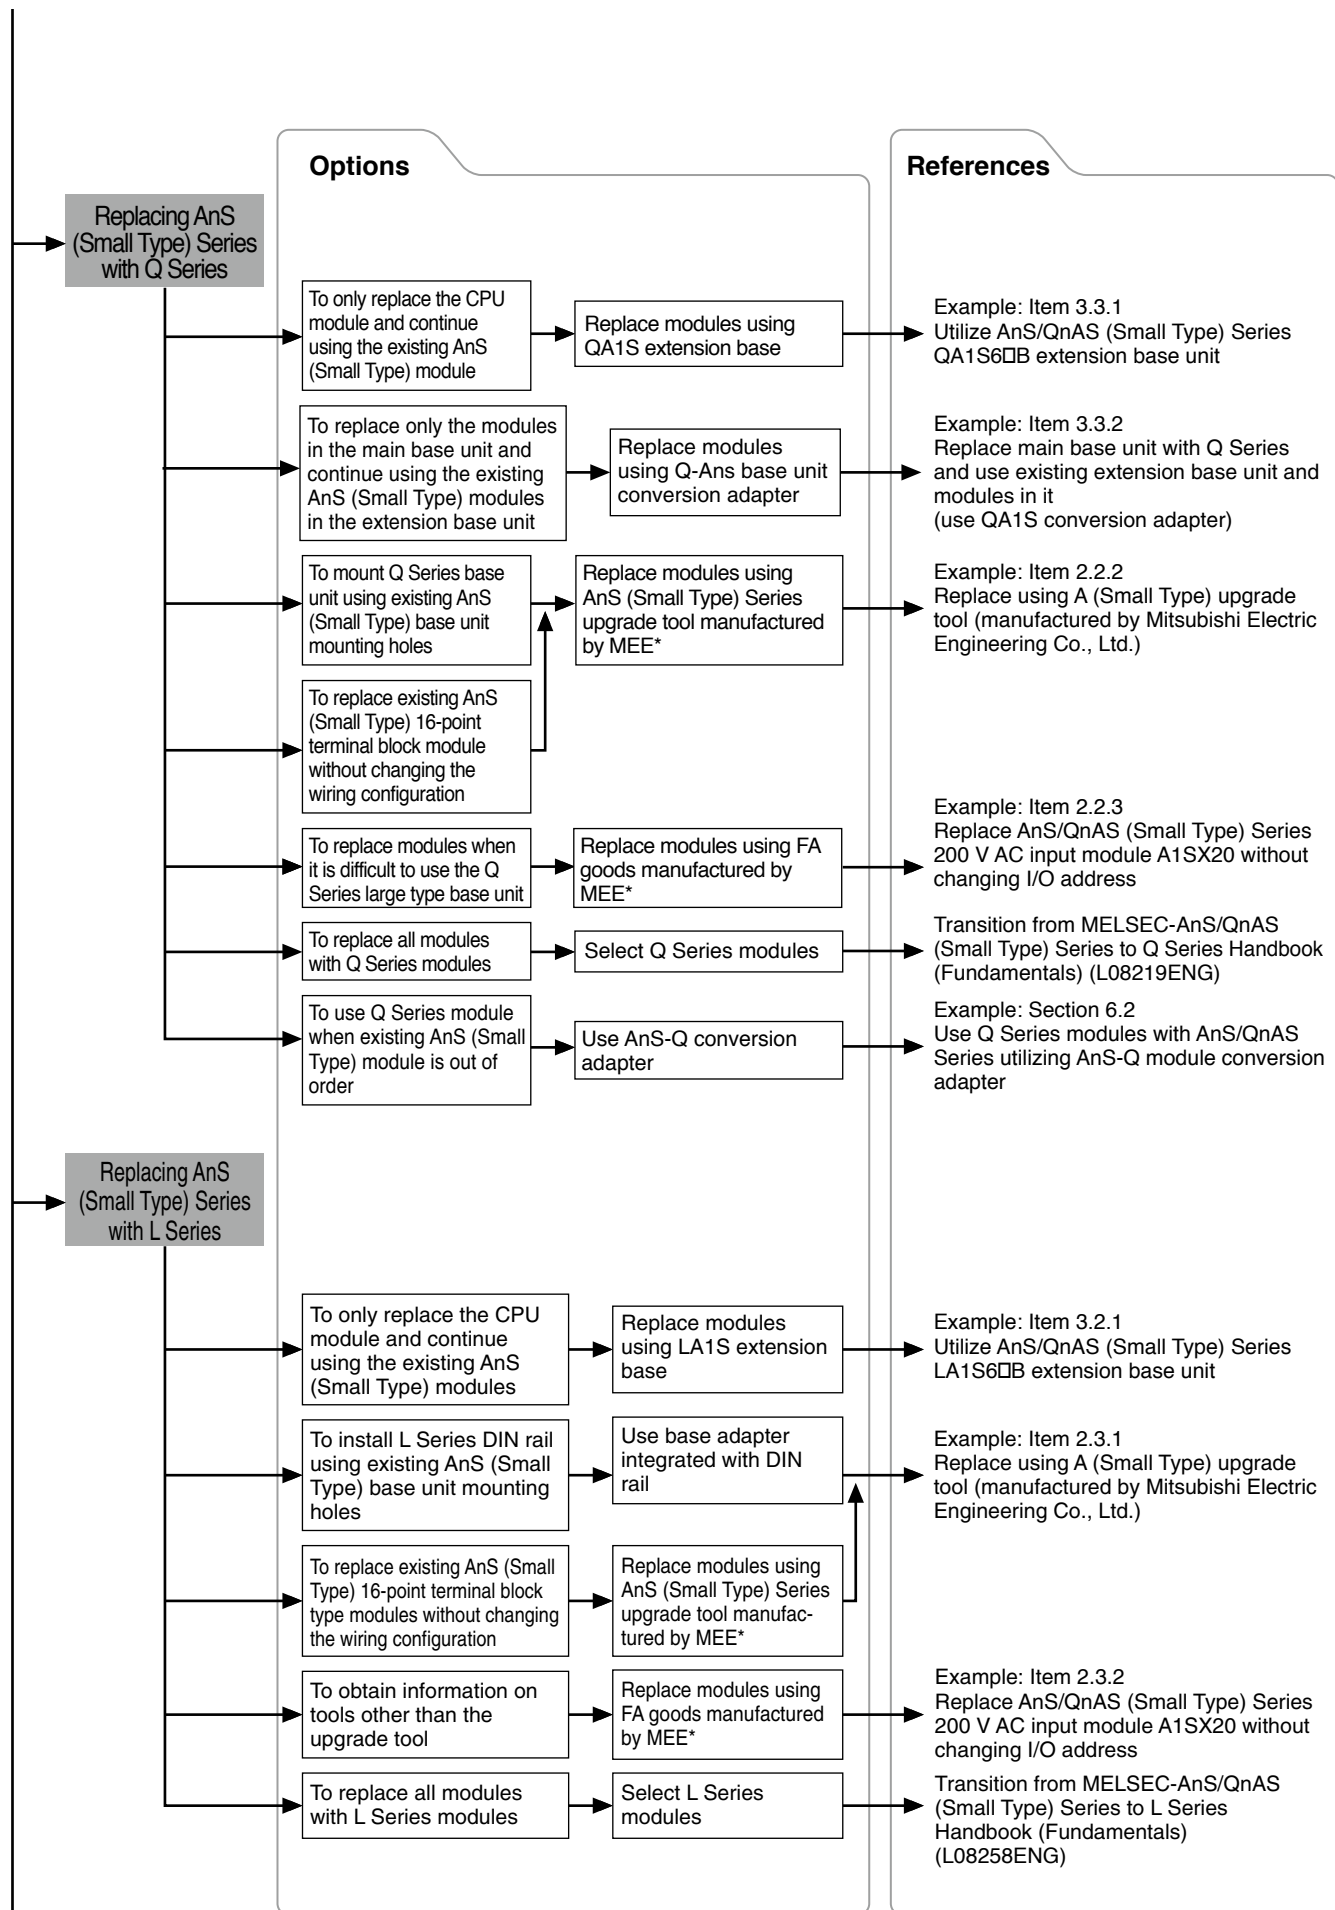 Options
References
Replacing AnS
(Small Type) Series
with Q Series
To only replace the CPU
module and continue
using the existing AnS
(Small Type) module
Replace modules using
QA1S extension base
Example: Item 3.3.1
Utilize AnS/QnAS (Small Type) Series
QA1S6□B extension base unit
To replace only the modules
in the main base unit and
continue using the existing
AnS (Small Type) modules
in the extension base unit
Replace modules
using Q-Ans base unit
conversion adapter
Example: Item 3.3.2
Replace main base unit with Q Series
and use existing extension base unit and
modules in it
(use QA1S conversion adapter)
To mount Q Series base
unit using existing AnS
(Small Type) base unit
mounting holes
Replace modules using
AnS (Small Type) Series
upgrade tool manufactured
by MEE*
Example: Item 2.2.2
Replace using A (Small Type) upgrade
tool (manufactured by Mitsubishi Electric
Engineering Co., Ltd.)
To replace existing AnS
(Small Type) 16-point
terminal block module
without changing the
wiring configuration
To replace modules when
it is difficult to use the Q
Series large type base unit
Replace modules using FA
goods manufactured by
MEE*
Example: Item 2.2.3
Replace AnS/QnAS (Small Type) Series
200 V AC input module A1SX20 without
changing I/O address
To replace all modules
with Q Series modules
Select Q Series modules
Transition from MELSEC-AnS/QnAS
(Small Type) Series to Q Series Handbook
(Fundamentals) (L08219ENG)
To use Q Series module
when existing AnS (Small
Type) module is out of
order
Use AnS-Q conversion
adapter
Example: Section 6.2
Use Q Series modules with AnS/QnAS
Series utilizing AnS-Q module conversion
adapter
Replacing AnS
(Small Type) Series
with L Series
To only replace the CPU
module and continue
using the existing AnS
(Small Type) modules
Replace modules
using LA1S extension
base
Example: Item 3.2.1
Utilize AnS/QnAS (Small Type) Series
LA1S6□B extension base unit
To install L Series DIN rail
using existing AnS (Small
Type) base unit mounting
holes
Use base adapter
integrated with DIN
rail
Example: Item 2.3.1
Replace using A (Small Type) upgrade
tool (manufactured by Mitsubishi Electric
Engineering Co., Ltd.)
To replace existing AnS (Small
Type) 16-point terminal block
type modules without changing
the wiring configuration
Replace modules using
AnS (Small Type) Series
upgrade tool manufac-
tured by MEE*
To obtain information on
tools other than the
upgrade tool
Replace modules using
FA goods manufactured
by MEE*
Example: Item 2.3.2
Replace AnS/QnAS (Small Type) Series
200 V AC input module A1SX20 without
changing I/O address
To replace all modules
with L Series modules
Select L Series
modules
Transition from MELSEC-AnS/QnAS
(Small Type) Series to L Series
Handbook (Fundamentals)
(L08258ENG)